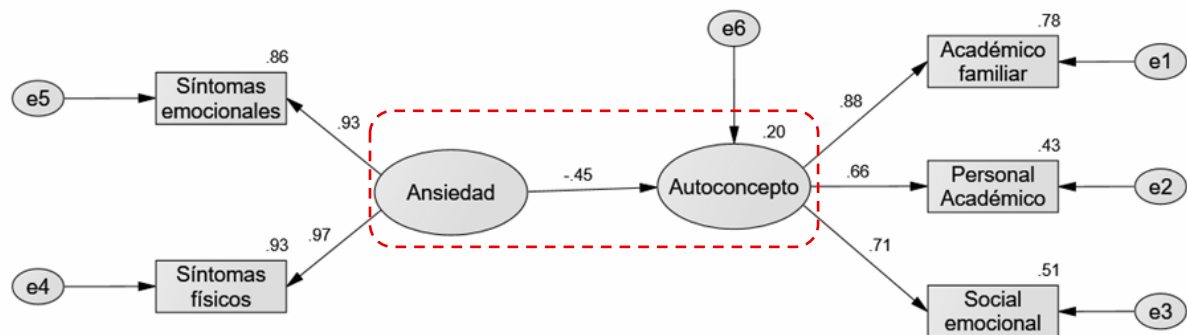 e6
.78
Académico
familiar
e1
.86
Síntomas
emocionales
e5
.88
.93
.20
.43
Ansiedad
-.45
Autoconcepto
.66
Personal
Académico
e2
.97
.71
.93
Síntomas
físicos
e4
.51
Social
emocional
e3